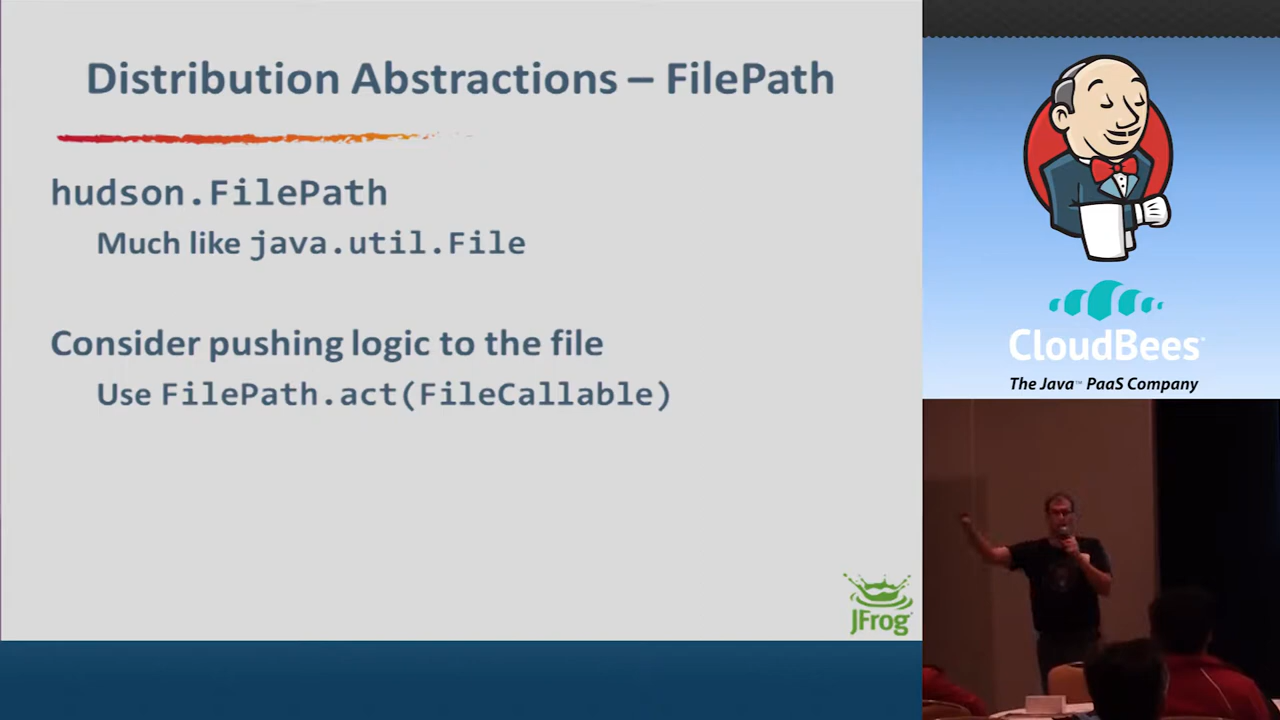 Distribution Abstractions – FilePath
hudson.FilePath
Much like java.util.File
Consider pushing logic to the file
Use FilePath.act(FileCallable)
JFrog
CloudBees
The Java™ PaaS Company